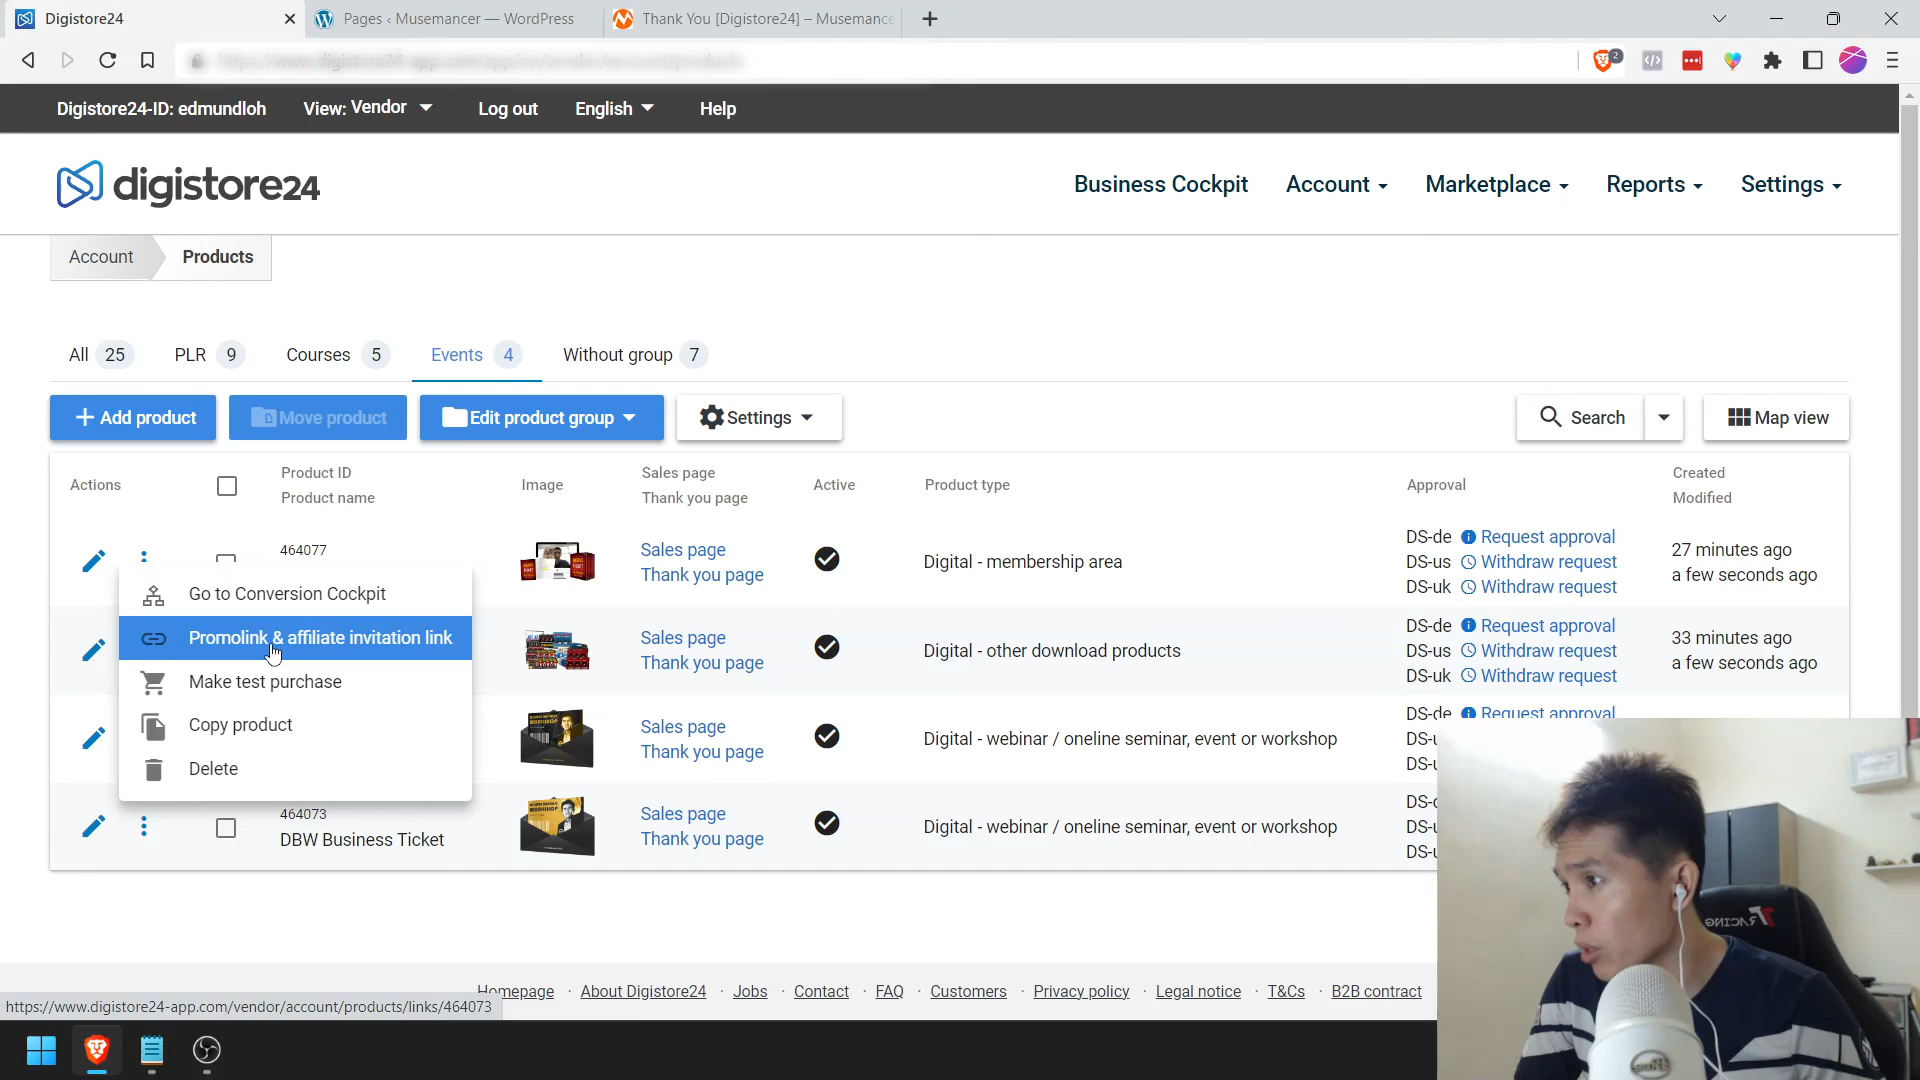 Digistore24
Pages ‹ Musemancer — WordPress
Thank You [Digistore24] – Musemance
2
Digistore24-ID: edmundloh
View: Vendor
Log out
English
Help
digistore24
Business Cockpit
Account
Marketplace
Reports
Settings
Account
Products
All 25
PLR 9
Courses 5
Events 4
Without group 7
Add product
Move product
Edit product group
Settings
Search
Map view
Actions
Product ID
Product name
Image
Sales page
Thank you page
Active
Product type
Approval
Created
Modified
464077
Sales page
Thank you page
Digital - membership area
DS-de Request approval
DS-us Withdraw request
DS-uk Withdraw request
27 minutes ago
a few seconds ago
Go to Conversion Cockpit
Promolink & affiliate invitation link
Make test purchase
Copy product
Delete
Sales page
Thank you page
Digital - other download products
DS-de Request approval
DS-us Withdraw request
DS-uk Withdraw request
33 minutes ago
a few seconds ago
Sales page
Thank you page
Digital - webinar / oneline seminar, event or workshop
DS-de Request approval
464073
DBW Business Ticket
Sales page
Thank you page
Digital - webinar / oneline seminar, event or workshop
Homepage · About Digistore24 · Jobs · Contact · FAQ · Customers · Privacy policy · Legal notice · T&Cs · B2B contract
https://www.digistore24-app.com/vendor/account/products/links/464073